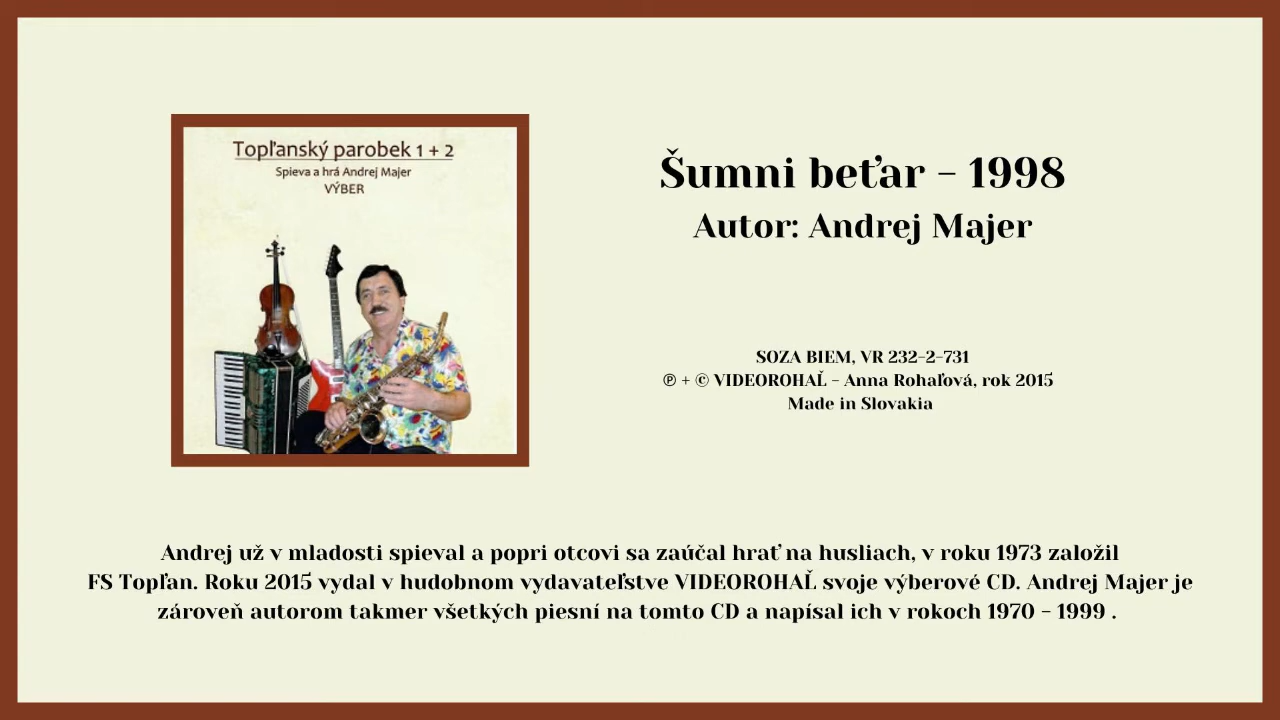 Topľanský parobek 1 + 2
Spieva a hrá Andrej Majer
VÝBER
Šumni beťar - 1998
Autor: Andrej Majer
SOZA BIEM, VR 232-2-731
℗ + © VIDEOROHAĽ - Anna Rohaľová, rok 2015
Made in Slovakia
Andrej už v mladosti spieval a popri otcovi sa zaúčal hrať na husliach, v roku 1973 založil
FS Topľan. Roku 2015 vydal v hudobnom vydavateľstve VIDEOROHAĽ svoje výberové CD. Andrej Majer je
zároveň autorom takmer všetkých piesní na tomto CD a napísal ich v rokoch 1970 - 1999 .